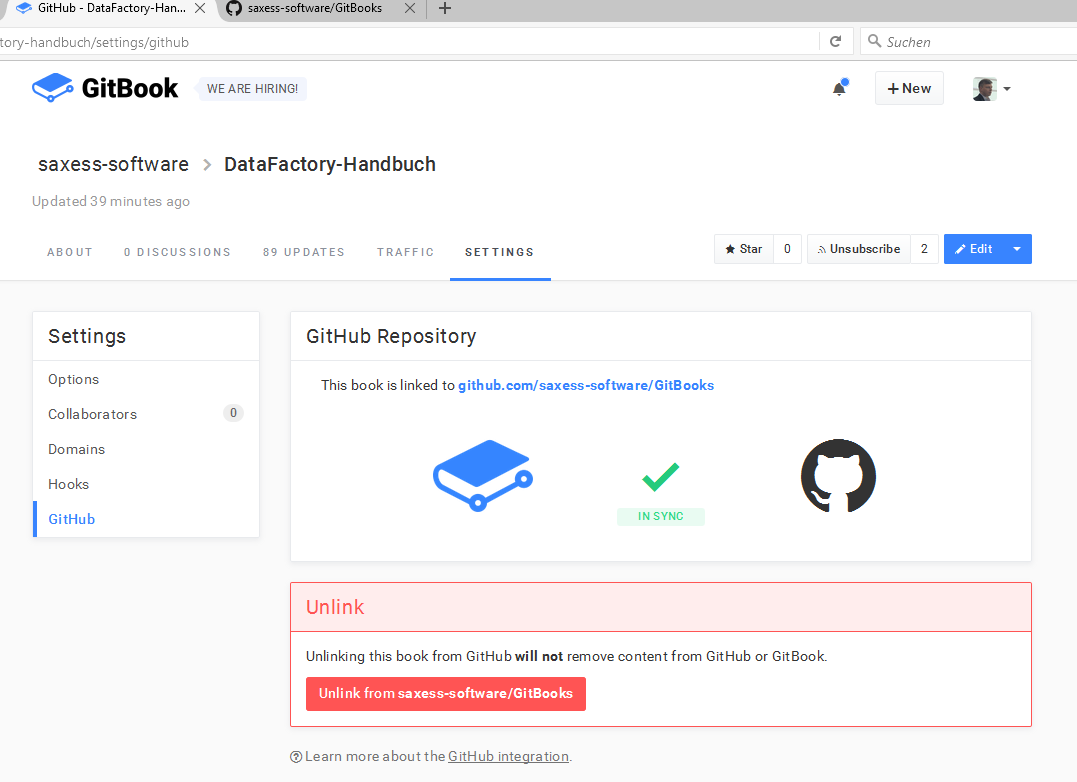 GitHub - DataFactory-Han... saxess-software/GitBooks
tory-handbuch/settings/github Suchen
GitBook WE ARE HIRING! New
saxess-software DataFactory-Handbuch
Updated 39 minutes ago
ABOUT 0 DISCUSSIONS 89 UPDATES TRAFFIC SETTINGS Star 0 Unsubscribe 2 Edit
Settings
Options
Collaborators 0
Domains
Hooks
GitHub
GitHub Repository
This book is linked to github.com/saxess-software/GitBooks
IN SYNC
Unlink
Unlinking this book from GitHub will not remove content from GitHub or GitBook.
Unlink from saxess-software/GitBooks
Learn more about the GitHub integration.